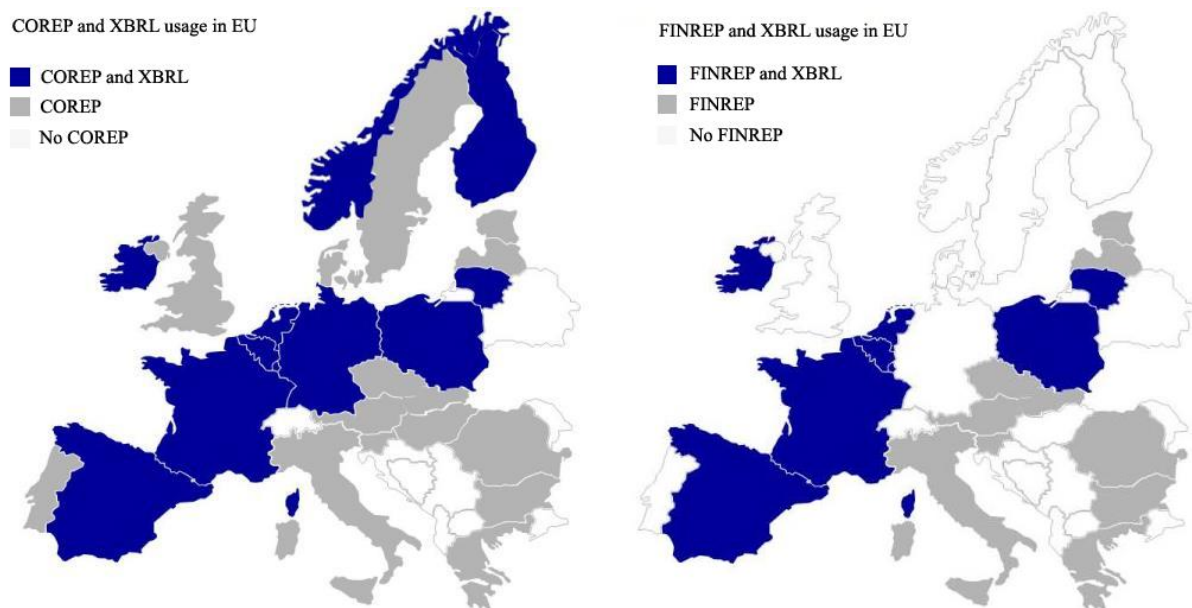 COREP and XBRL usage in EU
COREP and XBRL
COREP
No COREP
FINREP and XBRL usage in EU
FINREP and XBRL
FINREP
No FINREP